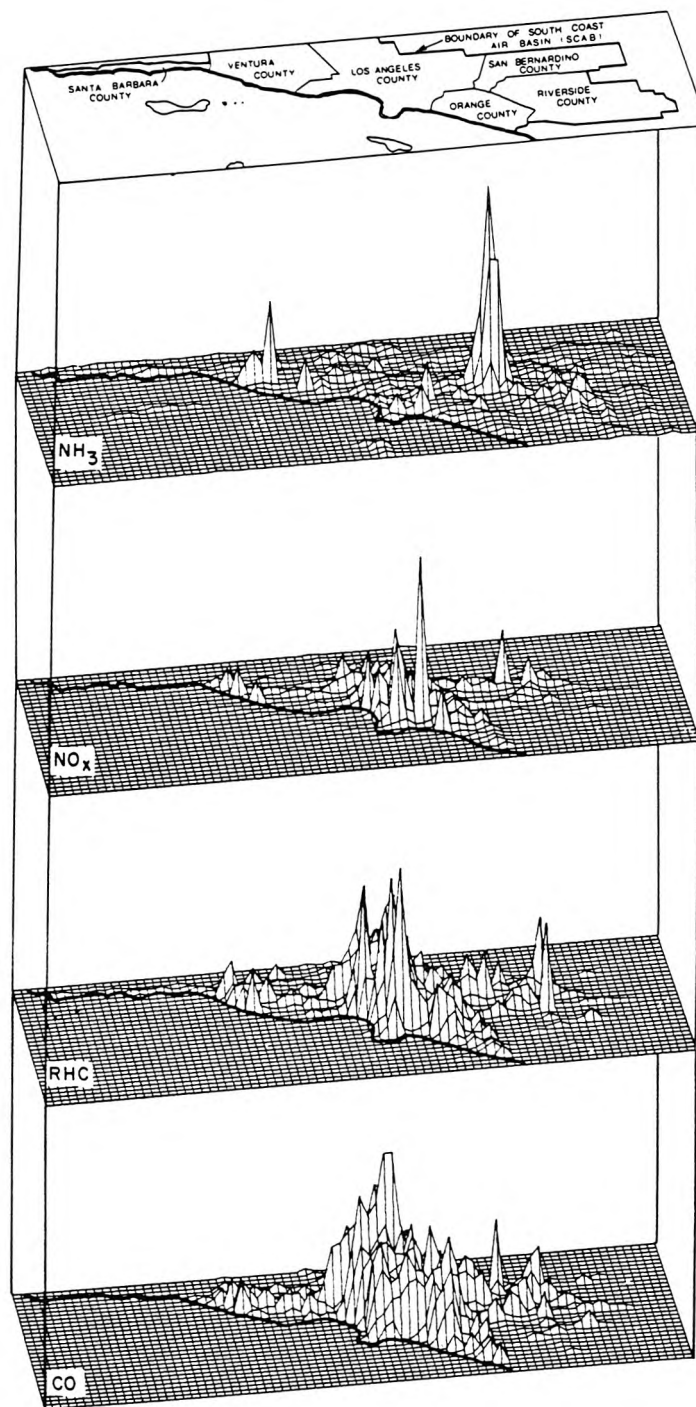 BOUNDARY OF SOUTH COAST
AIR BASIN (SCAB)
VENTURA
COUNTY
LOS ANGELES
COUNTY
SAN BERNARDINO
COUNTY
SANTA BARBARA
COUNTY
ORANGE
COUNTY
RIVERSIDE
COUNTY
NH3
NOx
RHC
CO